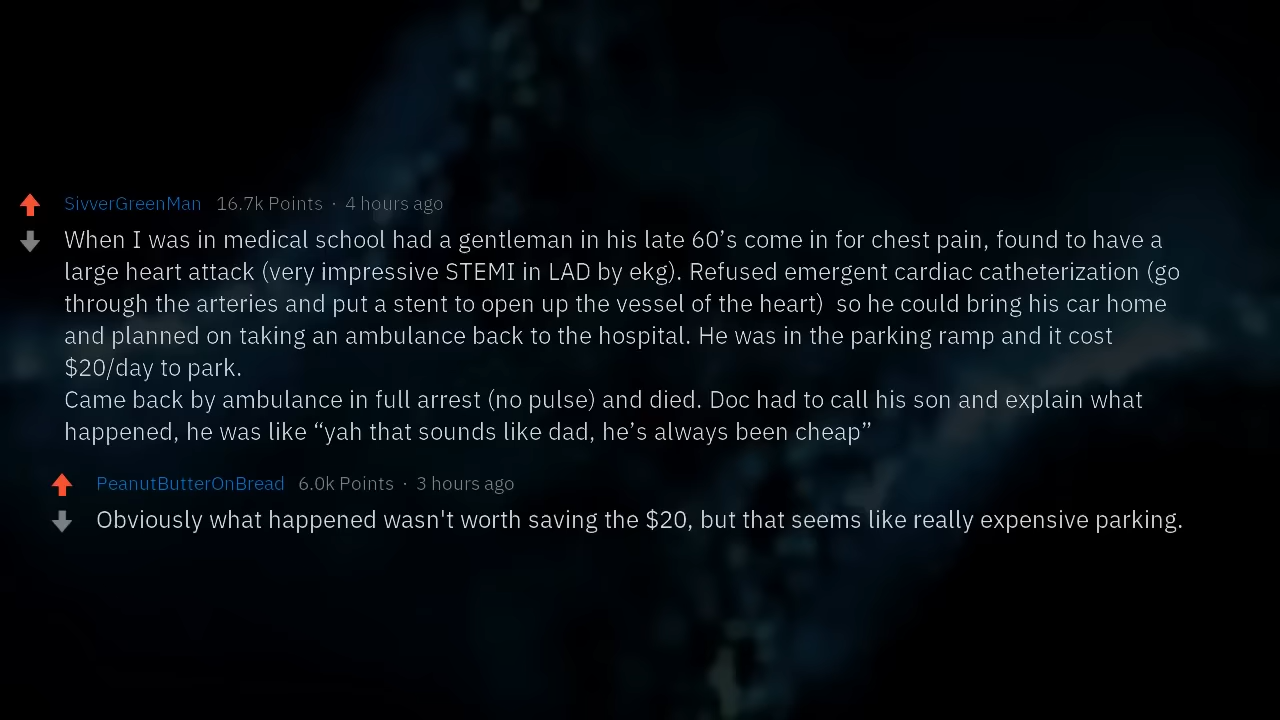 SivverGreenMan 16.7k Points · 4 hours ago
When I was in medical school had a gentleman in his late 60’s come in for chest pain, found to have a
large heart attack (very impressive STEMI in LAD by ekg). Refused emergent cardiac catheterization (go
through the arteries and put a stent to open up the vessel of the heart)  so he could bring his car home
and planned on taking an ambulance back to the hospital. He was in the parking ramp and it cost
$20/day to park.
Came back by ambulance in full arrest (no pulse) and died. Doc had to call his son and explain what
happened, he was like “yah that sounds like dad, he’s always been cheap”
PeanutButterOnBread 6.0k Points · 3 hours ago
Obviously what happened wasn't worth saving the $20, but that seems like really expensive parking.